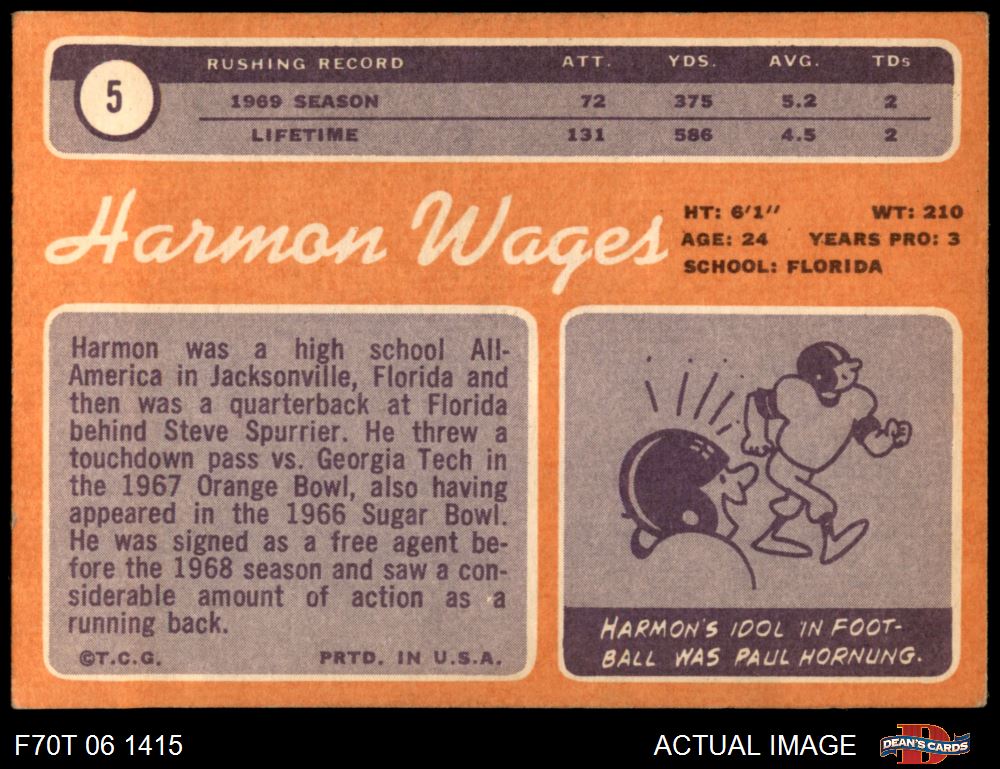 5
RUSHING RECORD ATT. YDS. AVG. TDs
1969 SEASON 72 375 5.2 2
LIFETIME 131 586 4.5 2
Harmon Wages
HT: 6'1" WT: 210
AGE: 24 YEARS PRO: 3
SCHOOL: FLORIDA
Harmon was a high school All-
America in Jacksonville, Florida and
then was a quarterback at Florida
behind Steve Spurrier. He threw a
touchdown pass vs. Georgia Tech in
the 1967 Orange Bowl, also having
appeared in the 1966 Sugar Bowl.
He was signed as a free agent be-
fore the 1968 season and saw a con-
siderable amount of action as a
running back.
©T.C.G. PRTD. IN U.S.A.
HARMON'S IDOL IN FOOT-
BALL WAS PAUL HORNUNG.
F70T 06 1415
ACTUAL IMAGE
D
DEAN'S CARDS